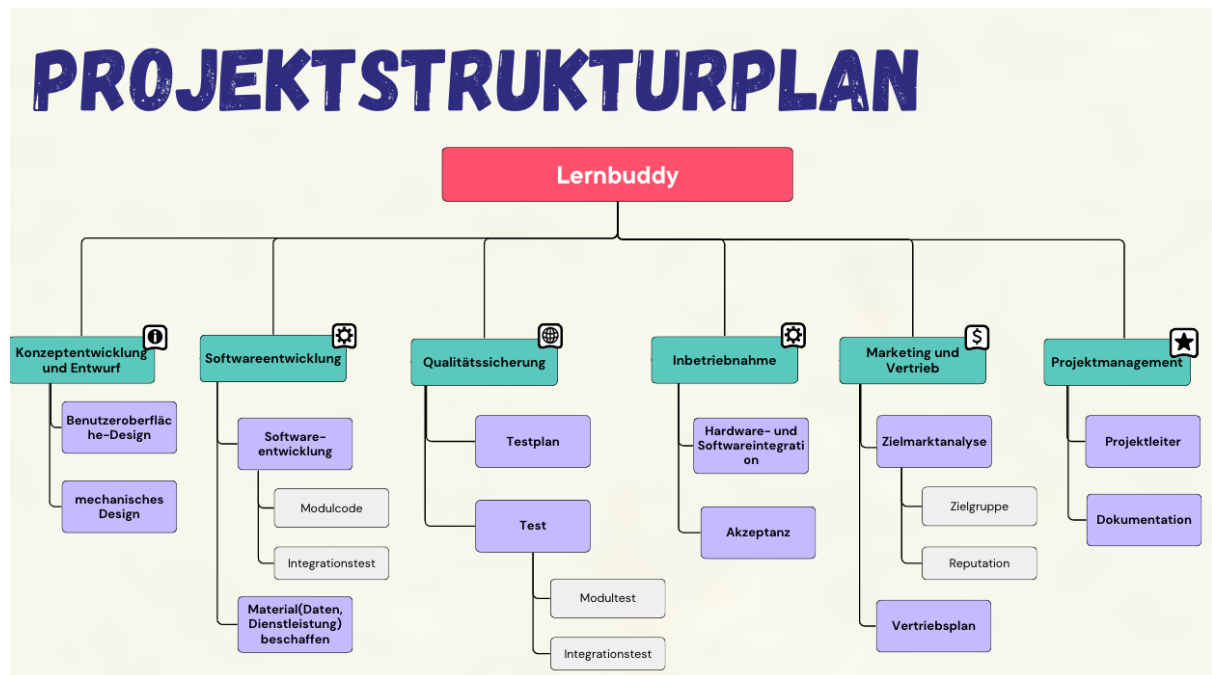 PROJEKTSTRUKTURPLAN
Lernbuddy
Konzeptentwicklung
und Entwurf
Benutzeroberfläc
he-Design
mechanisches
Design
Softwareentwicklung
Software-
entwicklung
Modulcode
Integrationstest
Material(Daten,
Dienstleistung)
beschaffen
Qualitätssicherung
Testplan
Test
Modultest
Integrationstest
Inbetriebnahme
Hardware- und
Softwareintegrati
on
Akzeptanz
$
Marketing und
Vertrieb
Zielmarktanalyse
Zielgruppe
Reputation
Vertriebsplan
Projektmanagement
Projektleiter
Dokumentation